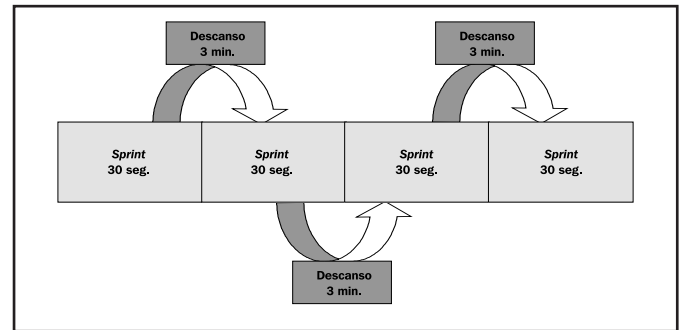 Descanso
3 min.
Descanso
3 min.
Sprint
30 seg.
Sprint
30 seg.
Sprint
30 seg.
Sprint
30 seg.
Descanso
3 min.